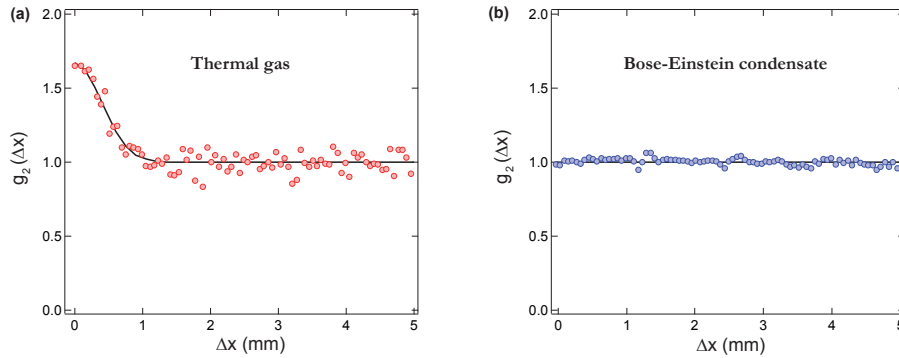 (a)
2.0
1.5
1.0
0.5
0.0
g₂(Δx)
Thermal gas
0 1 2 3 4 5
Δx (mm)
(b)
2.0
1.5
1.0
0.5
0.0
g₂(Δx)
Bose-Einstein condensate
0 1 2 3 4 5
Δx (mm)